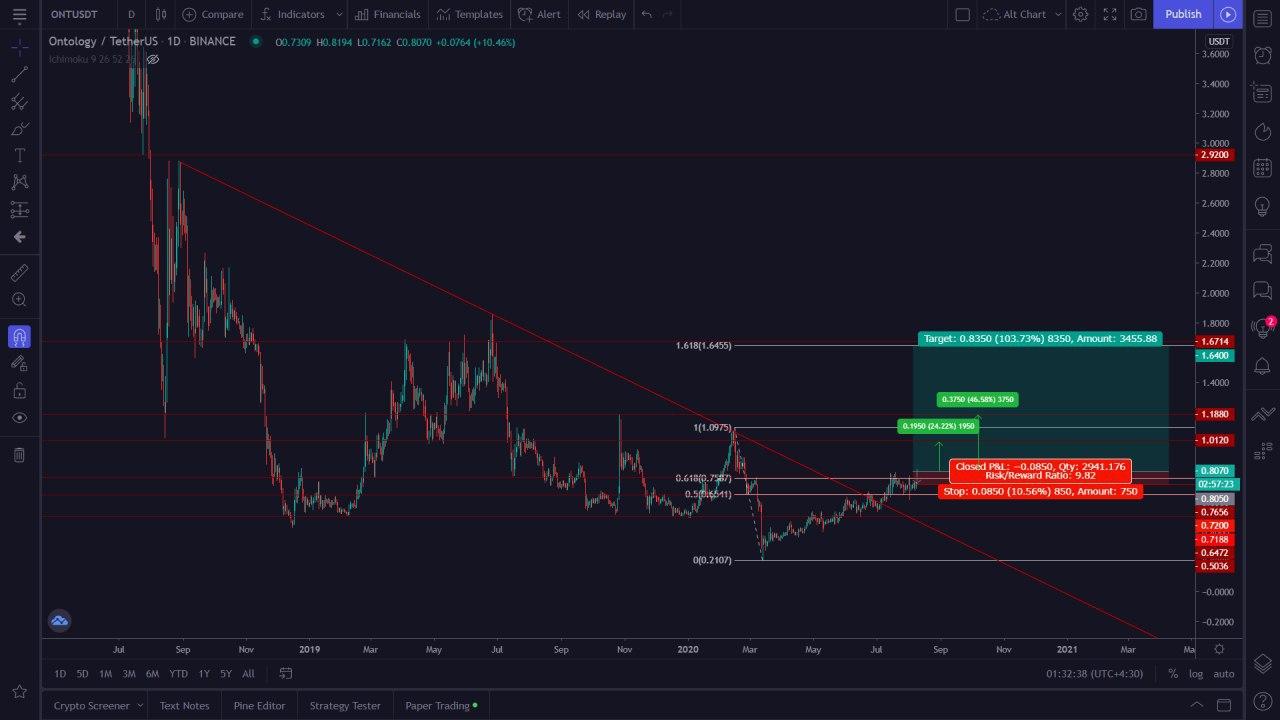 ONTUSDT D Compare Indicators Financials Templates Alert Replay Alt Chart Publish
Ontology / TetherUS · 1D · BINANCE O0.7309 H0.8194 L0.7162 C0.8070 +0.0764 (+10.46%)
Ichimoku 9 26 52
USDT
3.6000
3.4000
3.2000
3.0000
2.9200
2.8000
2.6000
2.4000
2.2000
2.0000
1.8000
1.6714
1.6400
1.4000
1.1880
1.0120
0.8070
02:57:23
0.8050
0.7656
0.7200
0.7188
0.6472
0.5036
−0.0000
−0.2000
2
Target: 0.8350 (103.73%) 8350, Amount: 3455.88
1.618(1.6455)
0.3750 (46.58%) 3750
0.1950 (24.22%) 1950
1(1.0975)
Closed P&L: −0.0850, Qty: 2941.176
Risk/Reward Ratio: 9.82
Stop: 0.0850 (10.56%) 850, Amount: 750
0.5(0.6541)
0(0.2107)
Jul Sep Nov 2019 Mar May Jul Sep Nov 2020 Mar May Jul Sep Nov 2021 Mar
1D 5D 1M 3M 6M YTD 1Y 5Y All 01:32:38 (UTC+4:30) % log auto
Crypto Screener Text Notes Pine Editor Strategy Tester Paper Trading